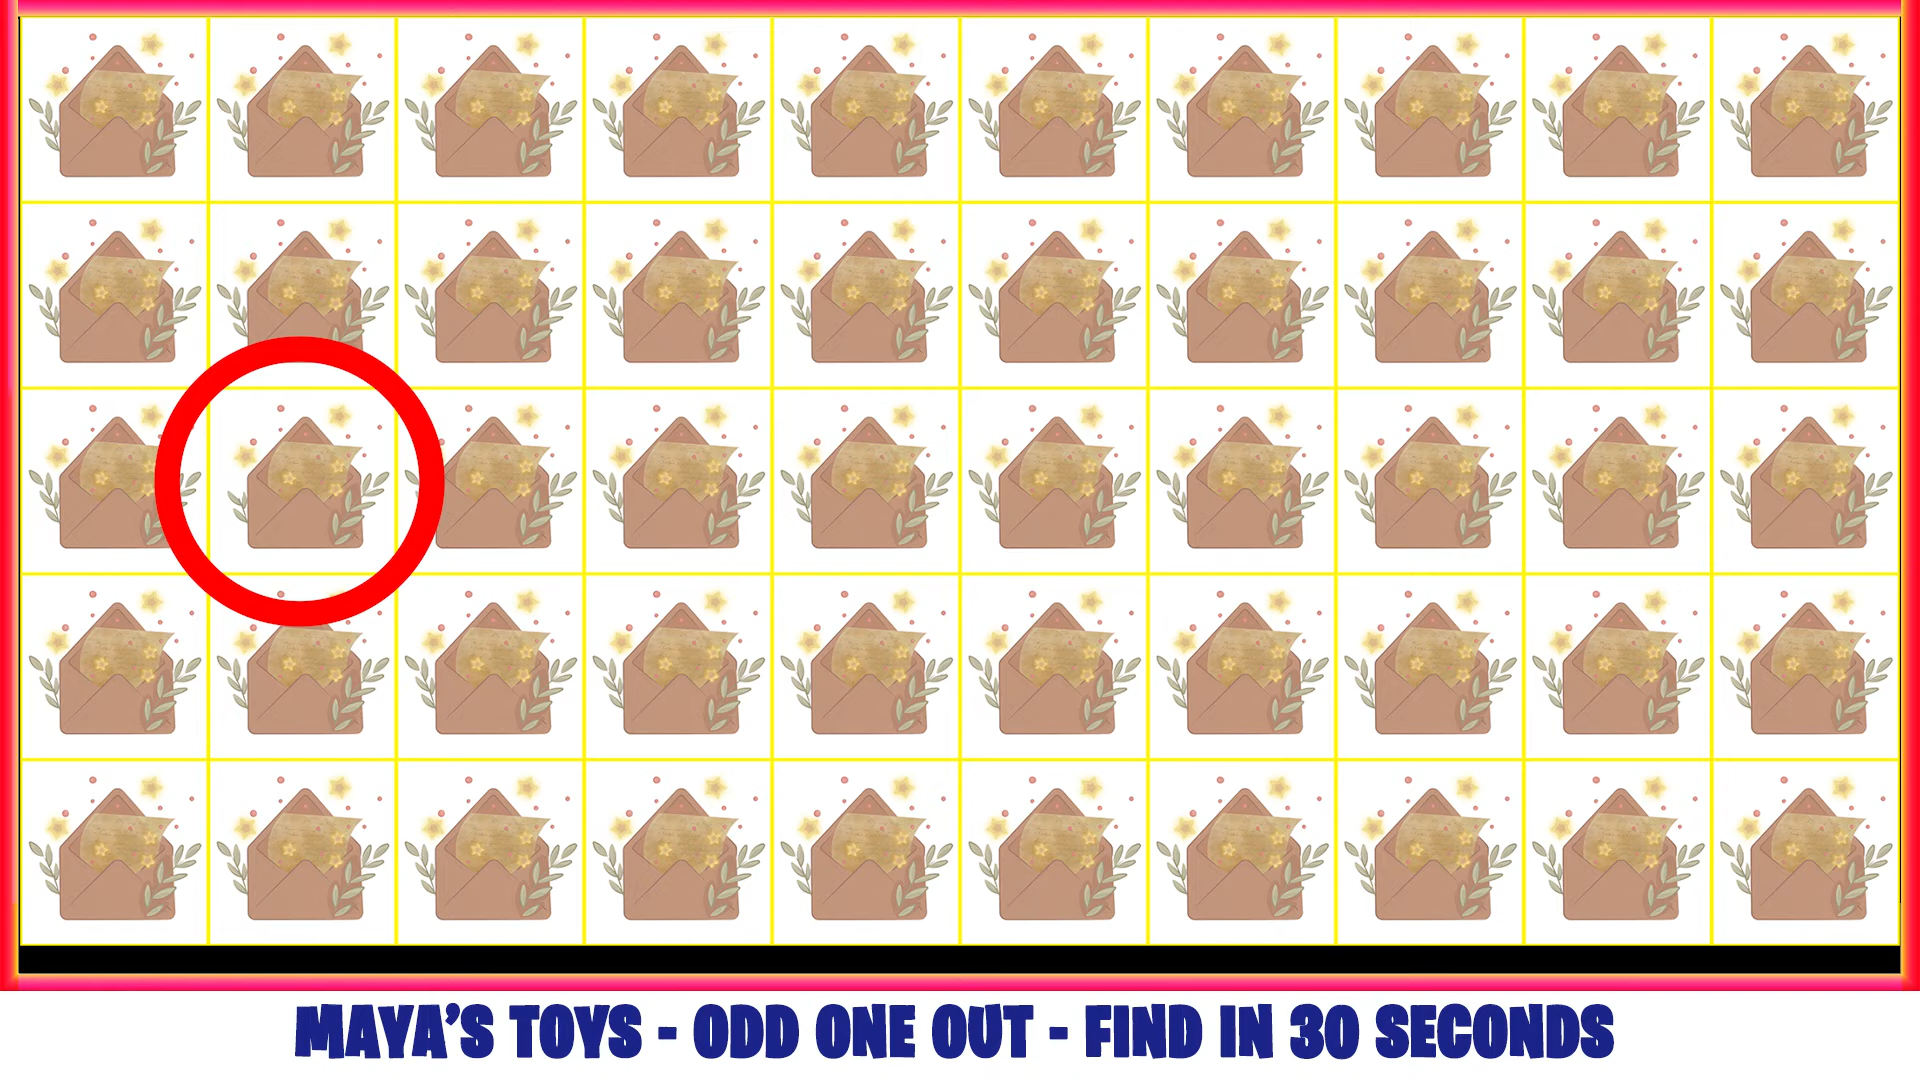 MAYA'S TOYS - ODD ONE OUT - FIND IN 30 SECONDS